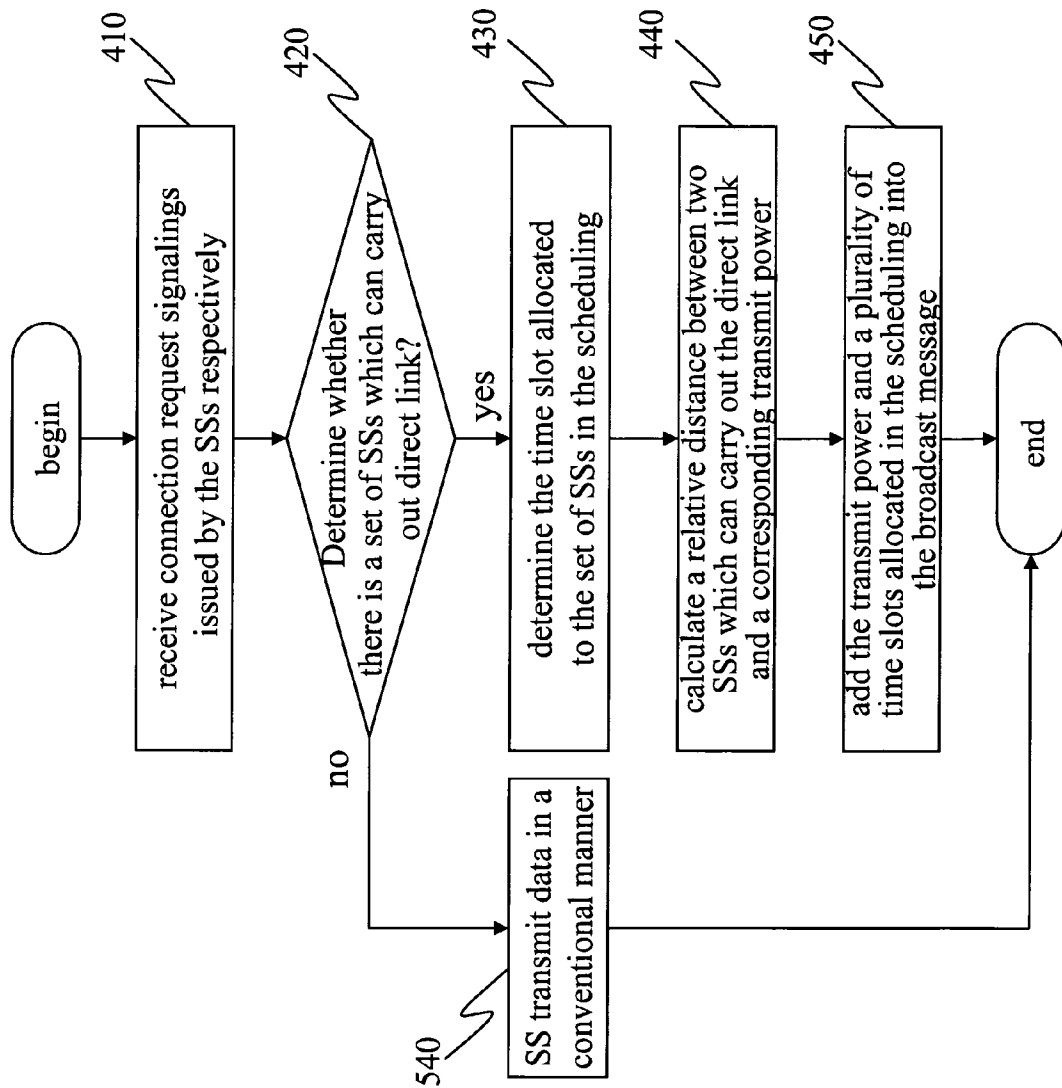 begin
410
receive connection request signalings
issued by the SSs respectively
420
Determine whether
there is a set of SSs which can carry
out direct link?
no
yes
430
determine the time slot allocated
to the set of SSs in the scheduling
540
SS transmit data in a
conventional manner
440
calculate a relative distance between two
SSs which can carry out the direct link
and a corresponding transmit power
450
add the transmit power and a plurality of
time slots allocated in the scheduling into
the broadcast message
end